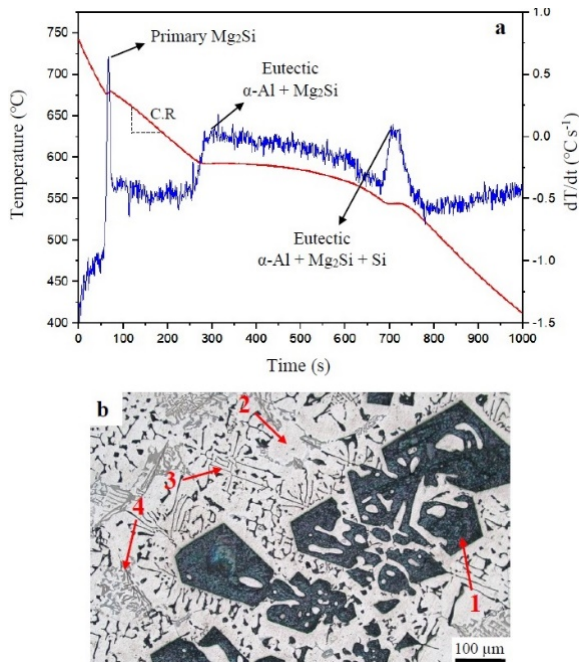 a
Primary Mg₂Si
Eutectic
α-Al + Mg₂Si
C.R
Eutectic
α-Al + Mg₂Si + Si
Temperature (°C)
750
700
650
600
550
500
450
400
dT/dt (°C s⁻¹)
1.0
0.5
0.0
-0.5
-1.0
-1.5
0 100 200 300 400 500 600 700 800 900 1000
Time (s)
b
2
3
4
1
100 µm